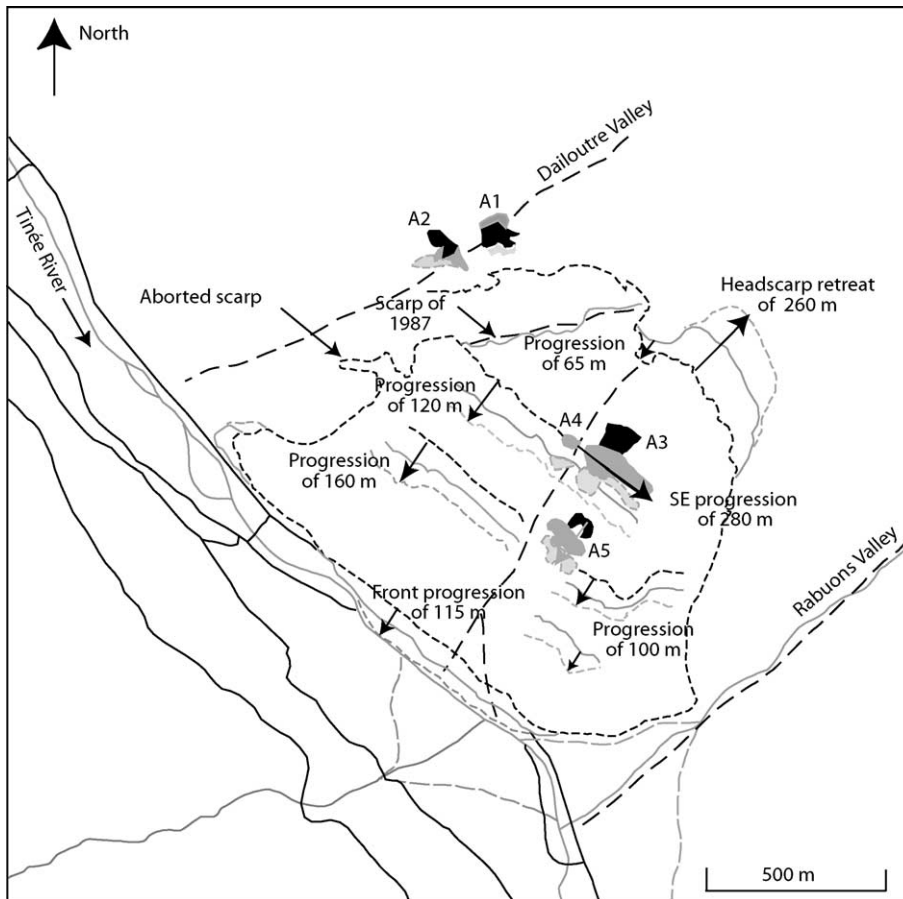 North
Dailoutre Valley
A1
A2
Tinée River
Aborted scarp
Scarp of
1987
Headscarp retreat
of 260 m
Progression
of 65 m
Progression
of 120 m
A4
A3
Progression
of 160 m
SE progression
of 280 m
A5
Rabuons Valley
Front progression
of 115 m
Progression
of 100 m
500 m